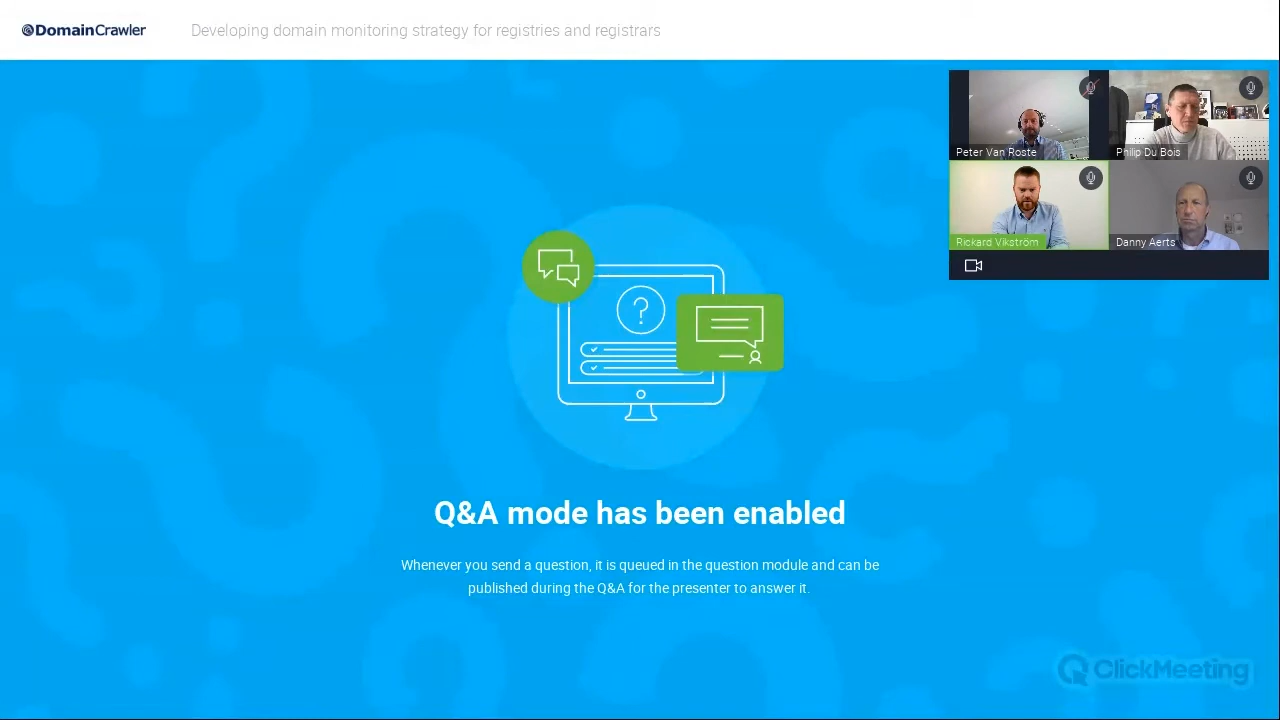 DomainCrawler
Developing domain monitoring strategy for registries and registrars
Peter Van Roste
Philip Du Bois
Rickard Vikström
Danny Aerts
Q&A mode has been enabled
Whenever you send a question, it is queued in the question module and can be
published during the Q&A for the presenter to answer it.
ClickMeeting